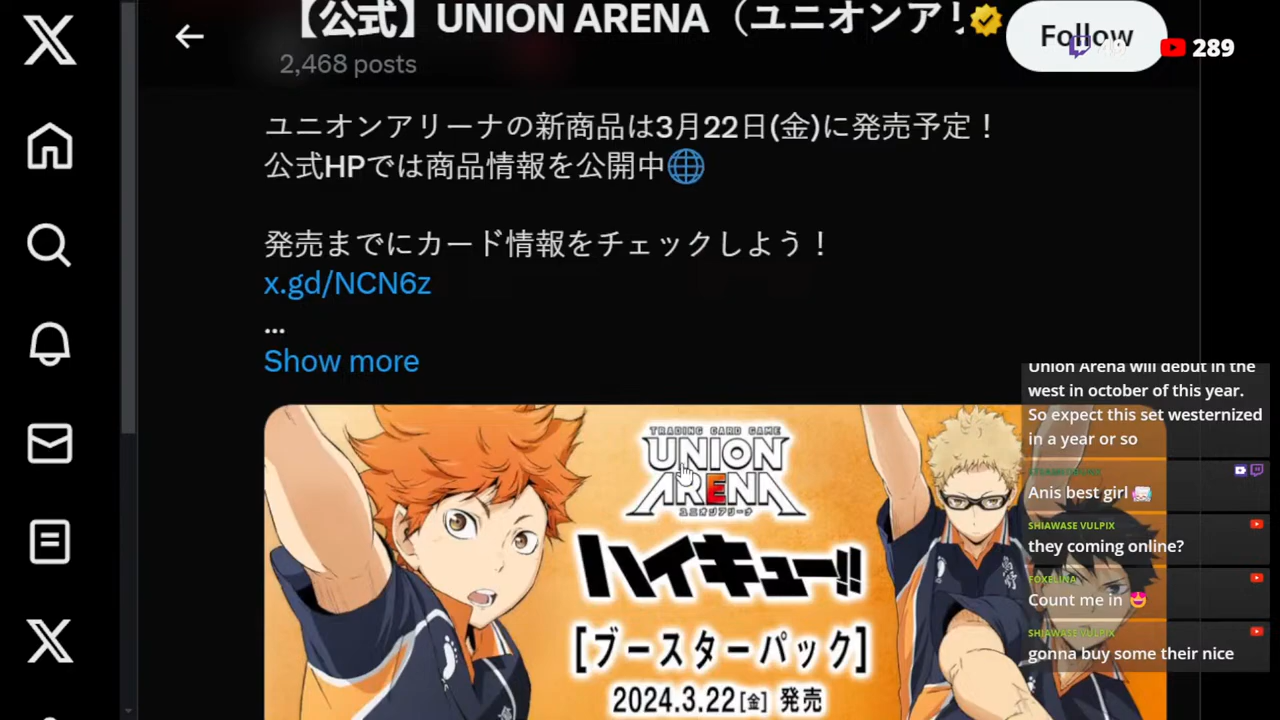 【公式】UNION ARENA（ユニオンアリ
Follow
2,468 posts
289
ユニオンアリーナの新商品は3月22日(金)に発売予定！
公式HPでは商品情報を公開中🌐
発売までにカード情報をチェックしよう！
x.gd/NCN6z
...
Show more
TRADING CARD GAME
UNION
ARENA
ユニオンアリーナ
ハイキュー!!
[ブースターパック]
2024.3.22[金] 発売
Union Arena will debut in the
west in october of this year.
So expect this set westernized
in a year or so
Anis best girl
SHIAWASE VULPIX
they coming online?
FOXELINA
Count me in 😍
SHIAWASE VULPIX
gonna buy some their nice